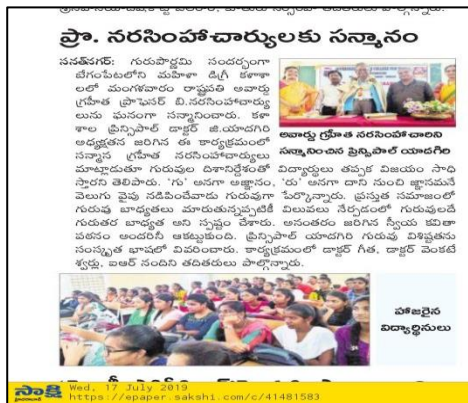 ప్రొ. నరసింహాచార్యులకు సన్మానం
సనత్‌నగర్: గురుపౌర్ణమి సందర్భంగా
బేగంపేటలోని మహిళా డిగ్రీ కళాశా
లలో మంగళవారం రాష్ట్రపతి అవార్డు
గ్రహీత ప్రొఫెసర్ బి.నరసింహాచార్యు
లును ఘనంగా సన్మానించారు. కళా
శాల ప్రిన్సిపాల్ డాక్టర్ జి.యాదగిరి
అధ్యక్షతన జరిగిన ఈ కార్యక్రమంలో
సన్మాన గ్రహీత నరసింహాచార్యులు
అవార్డు గ్రహీత నరసింహాచారిని
సన్మానించిన ప్రిన్సిపాల్ యాదగిరి
మాట్లాడుతూ గురువుల దిశానిర్దేశంతో విద్యార్థులు తప్పక విజయం సాధి
స్తారని తెలిపారు. 'గు' అనగా అజ్ఞానం, 'రు' అనగా దాని నుంచి జ్ఞానమనే
వెలుగు వైపు నడిపించేవాడు గురువుగా పేర్కొన్నారు. ప్రస్తుత సమాజంలో
గురువు బాధ్యతలు మారుతున్నప్పటికీ విలువలు నేర్పడంలో గురువులదీ
గురుతర బాధ్యత అని స్పష్టం చేశారు. అనంతరం జరిగిన స్వీయ కవితా
పఠనం అందరినీ ఆకట్టుకుంది. ప్రిన్సిపాల్ యాదగిరి గురువు విశిష్టతను
సంస్కృత భాషలో వివరించారు. కార్యక్రమంలో డాక్టర్ గీత, డాక్టర్ వెంకటే
శ్వర్లు, ఐఆర్ నందిని తదితరులు పాల్గొన్నారు.
హాజరైన
విద్యార్థినులు
సాక్షి
Wed, 17 July 2019
https://epaper.sakshi.com/c/41481583